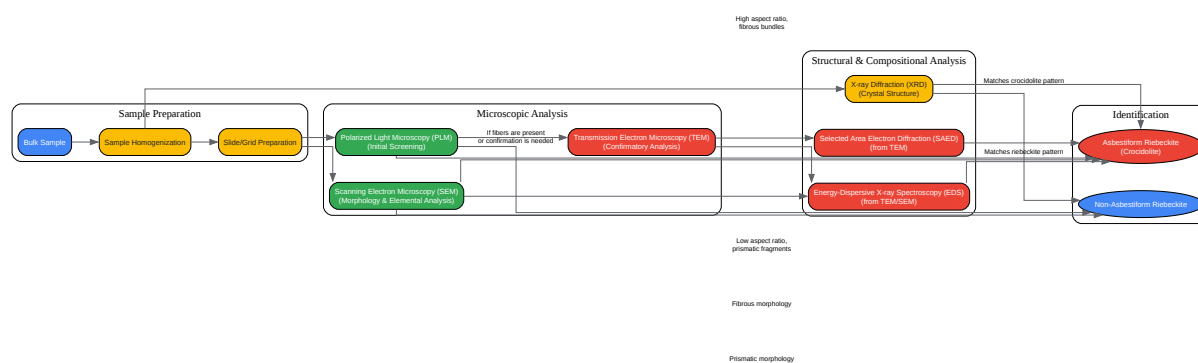 High aspect ratio,
fibrous bundles
Structural & Compositional Analysis
X-ray Diffraction (XRD)
(Crystal Structure)
Matches crocidolite pattern
Sample Preparation
Bulk Sample
Sample Homogenization
Slide/Grid Preparation
Microscopic Analysis
Polarized Light Microscopy (PLM)
(Initial Screening)
If fibers are present
or confirmation is needed
Transmission Electron Microscopy (TEM)
(Confirmatory Analysis)
Scanning Electron Microscopy (SEM)
(Morphology & Elemental Analysis)
Selected Area Electron Diffraction (SAED)
(from TEM)
Energy-Dispersive X-ray Spectroscopy (EDS)
(from TEM/SEM)
Matches riebeckite pattern
Identification
Asbestiform Riebeckite
(Crocidolite)
Non-Asbestiform Riebeckite
Low aspect ratio,
prismatic fragments
Fibrous morphology
Prismatic morphology